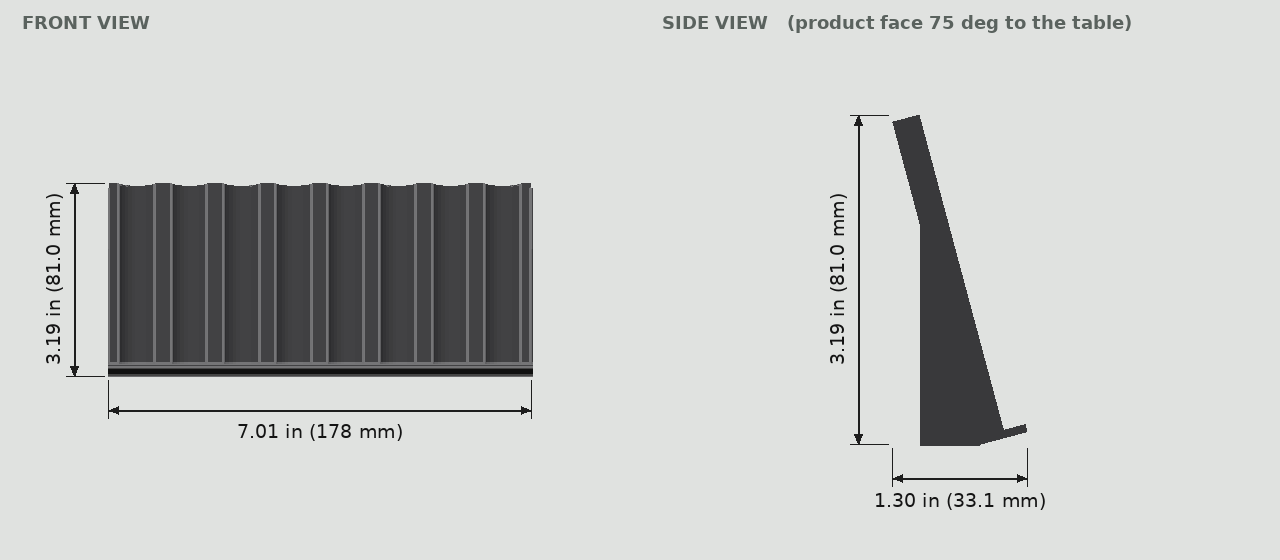 FRONT VIEW
SIDE VIEW (product face 75 deg to the table)
3.19 in (81.0 mm)
7.01 in (178 mm)
3.19 in (81.0 mm)
1.30 in (33.1 mm)